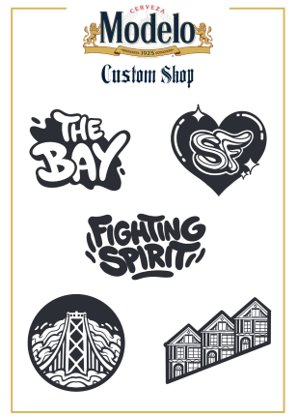 CERVEZA
Modelo
1925
Custom Shop
THE
BAY
SF
FIGHTING
SPIRIT